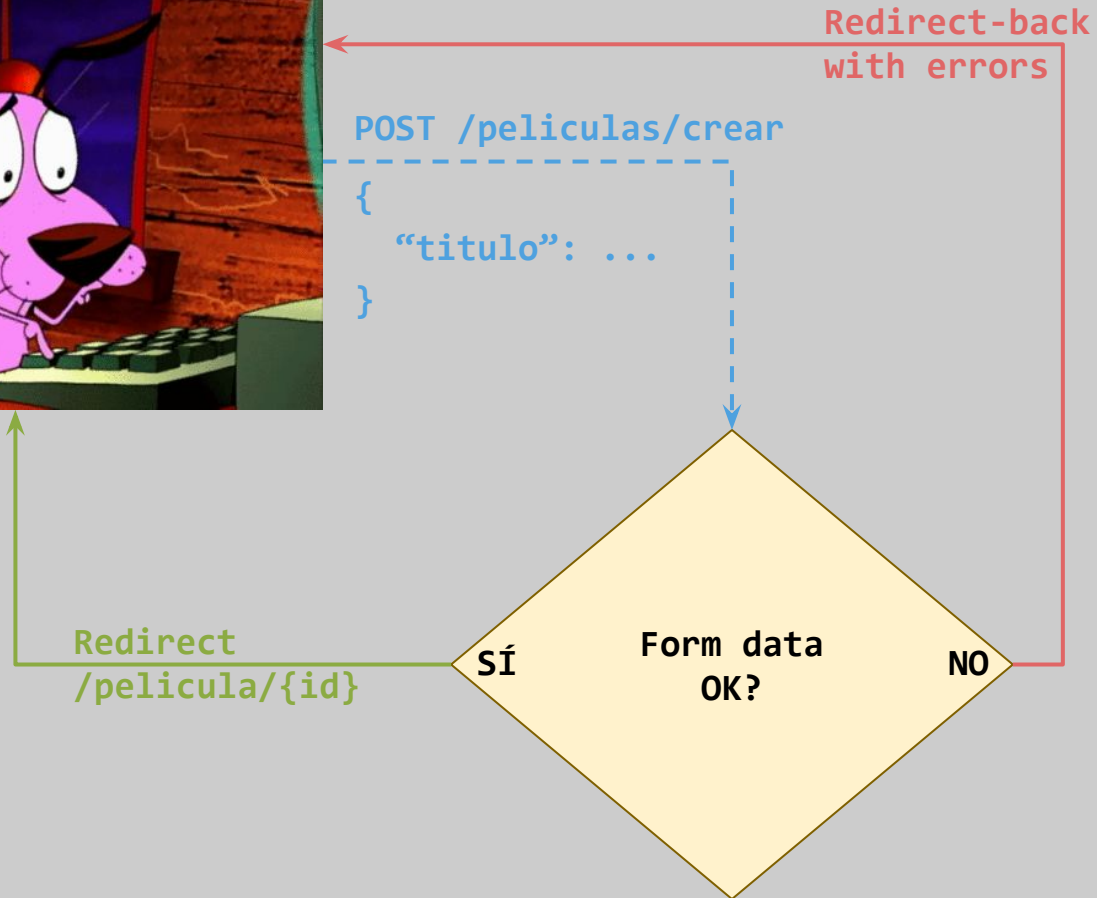 Redirect-back
with errors
POST /peliculas/crear
{
“titulo”: ...
}
Redirect
/pelicula/{id}
SÍ
Form data
OK?
NO